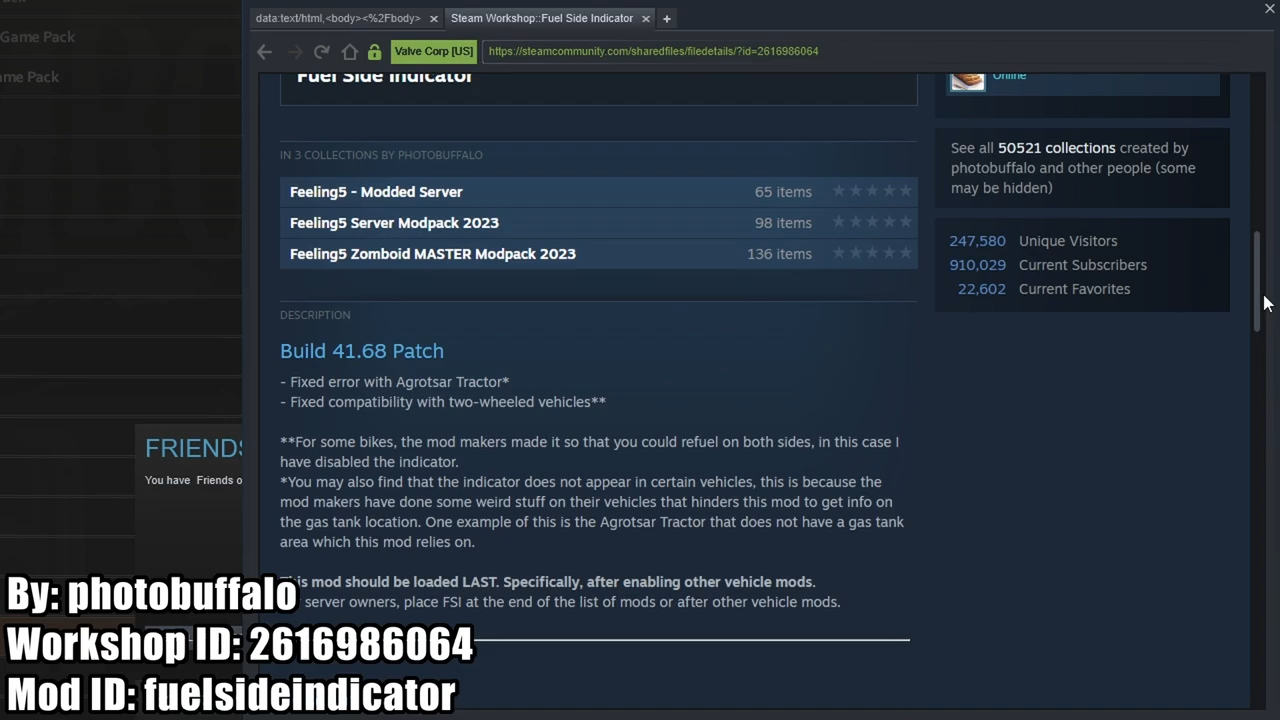 Game Pack
me Pack
data:text/html,<body><%2Fbody>
Steam Workshop::Fuel Side Indicator
Valve Corp [US]
https://steamcommunity.com/sharedfiles/filedetails/?id=2616986064
Fuel Side Indicator
Online
IN 3 COLLECTIONS BY PHOTOBUFFALO
Feeling5 - Modded Server 65 items
Feeling5 Server Modpack 2023 98 items
Feeling5 Zomboid MASTER Modpack 2023 136 items
See all 50521 collections created by
photobuffalo and other people (some
may be hidden)
247,580 Unique Visitors
910,029 Current Subscribers
22,602 Current Favorites
DESCRIPTION
Build 41.68 Patch
- Fixed error with Agrotsar Tractor*
- Fixed compatibility with two-wheeled vehicles**
**For some bikes, the mod makers made it so that you could refuel on both sides, in this case I
have disabled the indicator.
*You may also find that the indicator does not appear in certain vehicles, this is because the
mod makers have done some weird stuff on their vehicles that hinders this mod to get info on
the gas tank location. One example of this is the Agrotsar Tractor that does not have a gas tank
area which this mod relies on.
This mod should be loaded LAST. Specifically, after enabling other vehicle mods.
server owners, place FSI at the end of the list of mods or after other vehicle mods.
FRIENDS
You have Friends o
By: photobuffalo
Workshop ID: 2616986064
Mod ID: fuelsideindicator